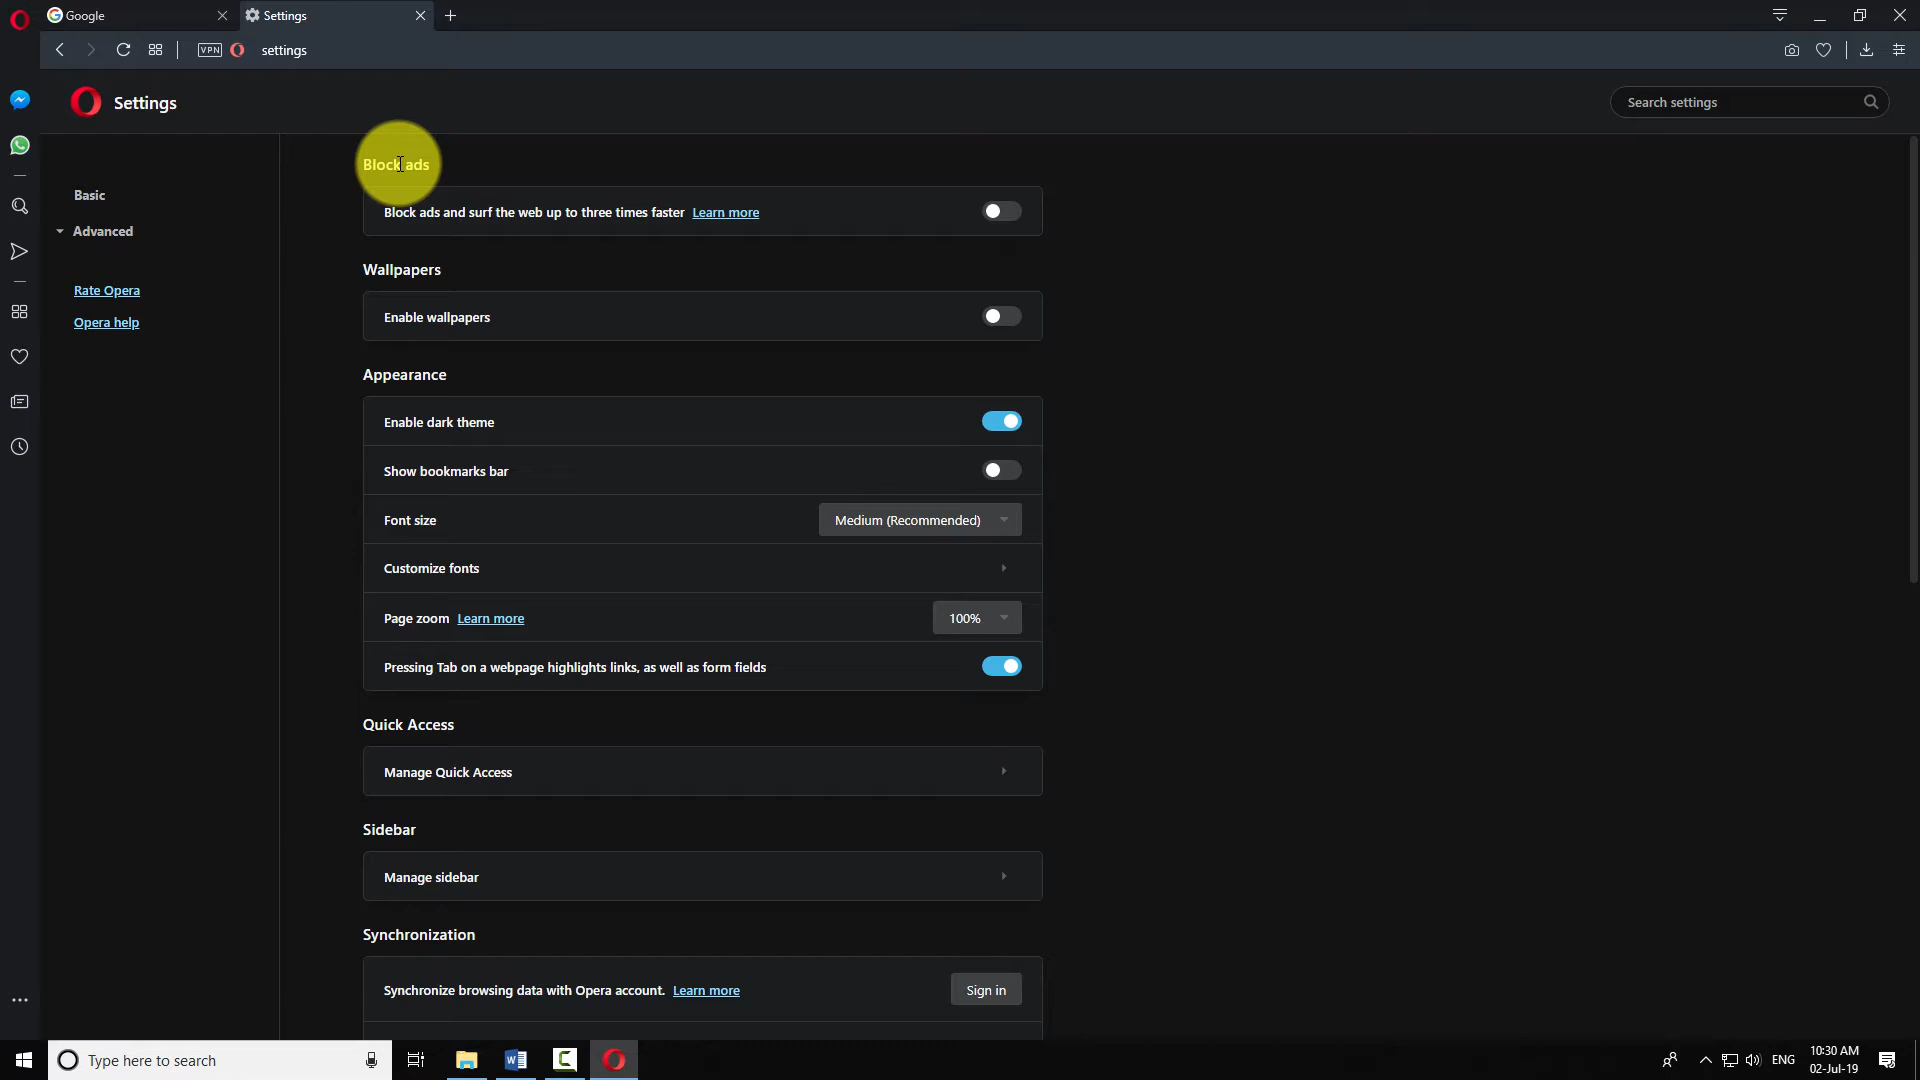 Google
Settings
VPN
settings
Settings
Search settings
Block ads
Basic
Block ads and surf the web up to three times faster Learn more
Advanced
Wallpapers
Rate Opera
Enable wallpapers
Opera help
Appearance
Enable dark theme
Show bookmarks bar
Font size
Medium (Recommended)
Customize fonts
Page zoom Learn more
100%
Pressing Tab on a webpage highlights links, as well as form fields
Quick Access
Manage Quick Access
Sidebar
Manage sidebar
Synchronization
Synchronize browsing data with Opera account. Learn more
Sign in
Type here to search
ENG
10:30 AM
02-Jul-19